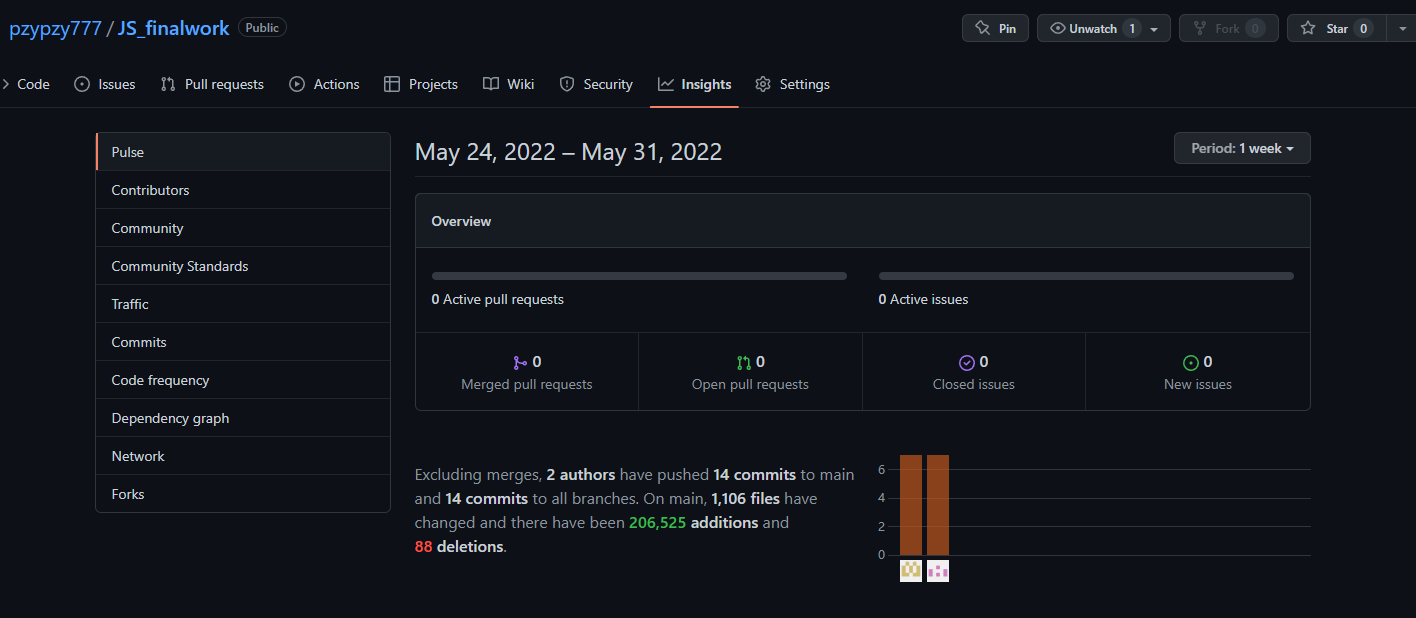 pzypzy777 / JS_finalwork Public
Pin Unwatch 1 Fork 0 Star 0
Code Issues Pull requests Actions Projects Wiki Security Insights Settings
Pulse
Contributors
Community
Community Standards
Traffic
Commits
Code frequency
Dependency graph
Network
Forks
May 24, 2022 – May 31, 2022
Period: 1 week
Overview
0 Active pull requests
0 Active issues
0
Merged pull requests
0
Open pull requests
0
Closed issues
0
New issues
Excluding merges, 2 authors have pushed 14 commits to main
and 14 commits to all branches. On main, 1,106 files have
changed and there have been 206,525 additions and
88 deletions.
6
4
2
0